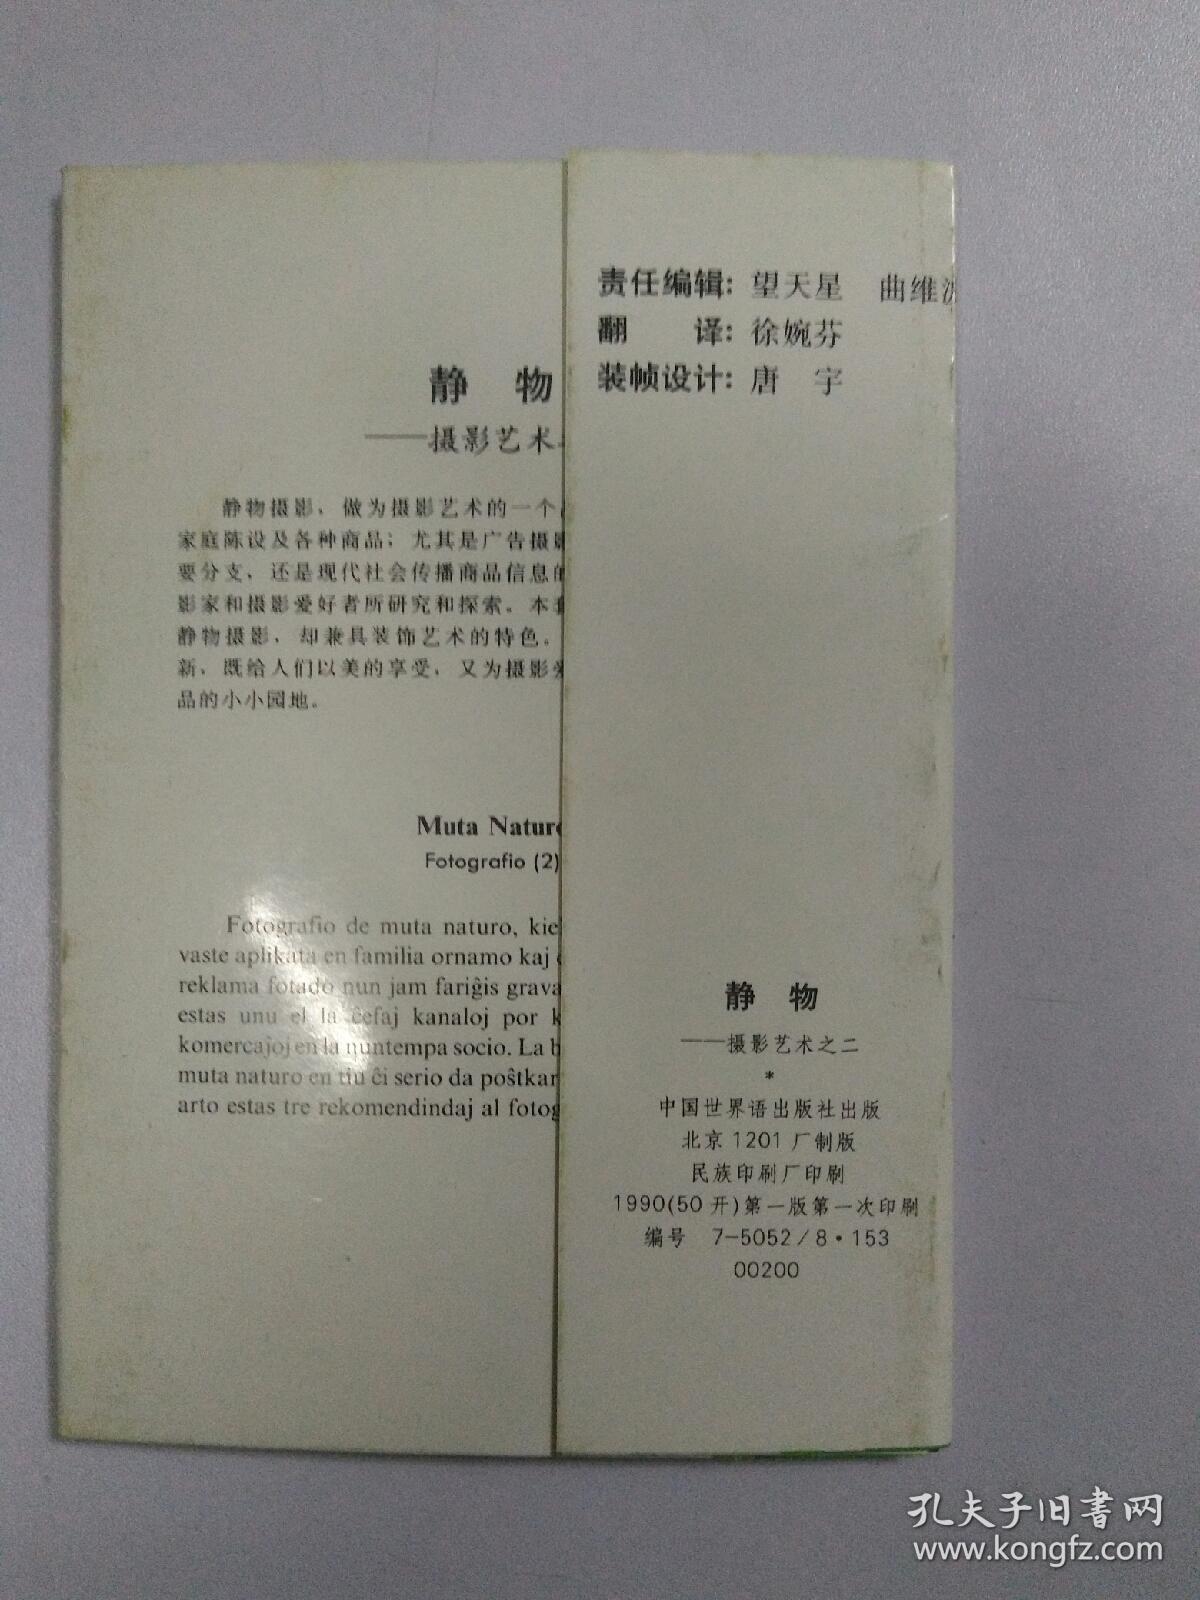 静 物
——摄影艺术
静物摄影，做为摄影艺术的一个
家庭陈设及各种商品；尤其是广告摄影
要分支，还是现代社会传播商品信息的
影家和摄影爱好者所研究和探索。本
静物摄影，却兼具装饰艺术的特色。
新，既给人们以美的享受，又为摄影
品的小小园地。
Muta Naturo
Fotografio (2)
Fotografio de muta naturo, kie
vaste aplikata en familia ornamo kaj
reklama fotado nun jam fariĝis grava
estas unu el la ĉefaj kanaloj por k
komercaĵoj en la nuntempa socio. La
muta naturo en tiu ĉi serio da poŝtkar
arto estas tre rekomendindaj al fotog
责任编辑：望天星 曲维
翻 译：徐婉芬
装帧设计：唐 宇
静 物
——摄影艺术之二
*
中国世界语出版社出版
北京1201厂制版
民族印刷厂印刷
1990(50开)第一版第一次印刷
编号 7-5052/8·153
00200
孔夫子旧书网
www.kongfz.com